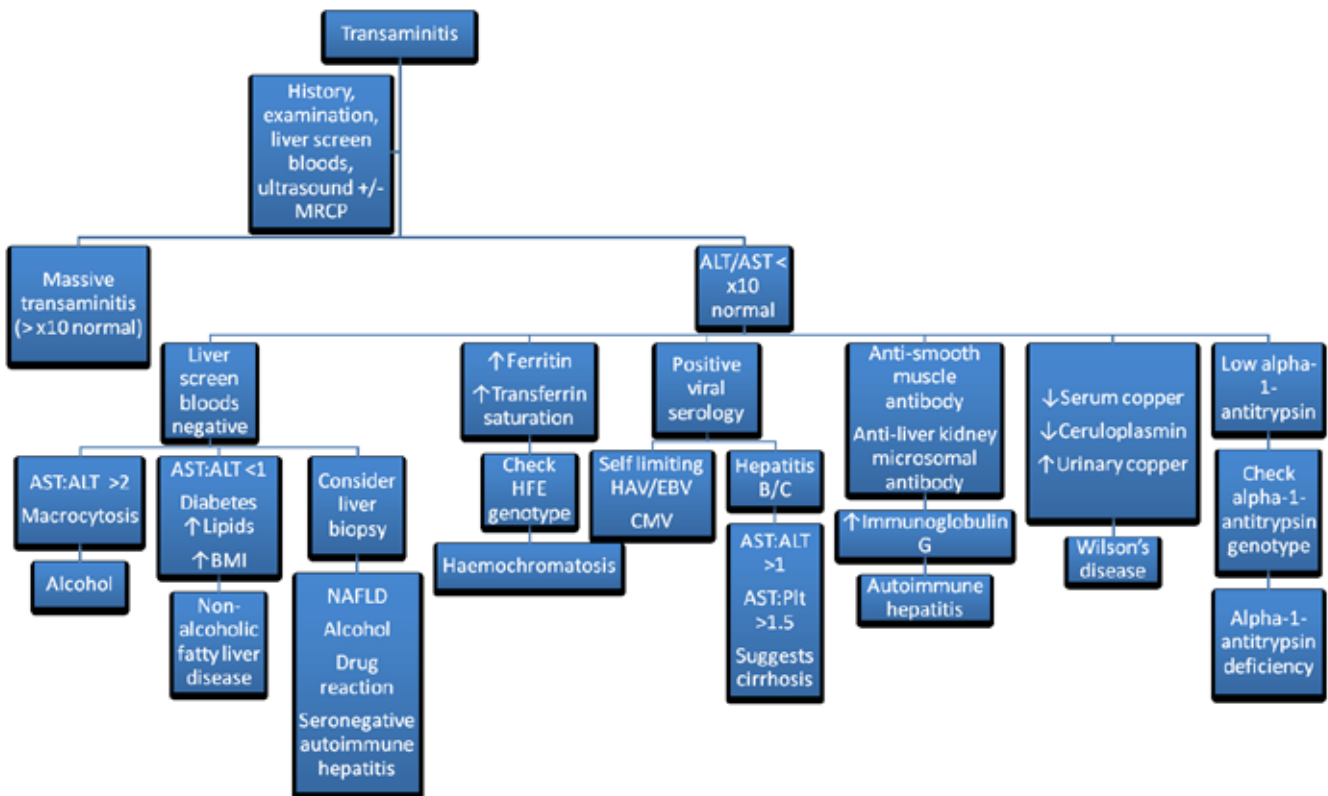 Transaminitis
History,
examination,
liver screen
bloods,
ultrasound +/-
MRCP
Massive
transaminitis
(> x10 normal)
ALT/AST <
x10
normal
Liver
screen
bloods
negative
AST:ALT >2
Macrocytosis
Alcohol
AST:ALT <1
Diabetes
↑Lipids
↑BMI
Non-
alcoholic
fatty liver
disease
Consider
liver
biopsy
NAFLD
Alcohol
Drug
reaction
Seronegative
autoimmune
hepatitis
↑Ferritin
↑Transferrin
saturation
Check
HFE
genotype
Haemochromatosis
Positive
viral
serology
Self limiting
HAV/EBV
CMV
Hepatitis
B/C
AST:ALT
>1
AST:Plt
>1.5
Suggests
cirrhosis
Anti-smooth
muscle
antibody
Anti-liver kidney
microsomal
antibody
↑Immunoglobulin
G
Autoimmune
hepatitis
↓Serum copper
↓Ceruloplasmin
↑Urinary copper
Wilson's
disease
Low alpha-
1-
antitrypsin
Check
alpha-1-
antitrypsin
genotype
Alpha-1-
antitrypsin
deficiency